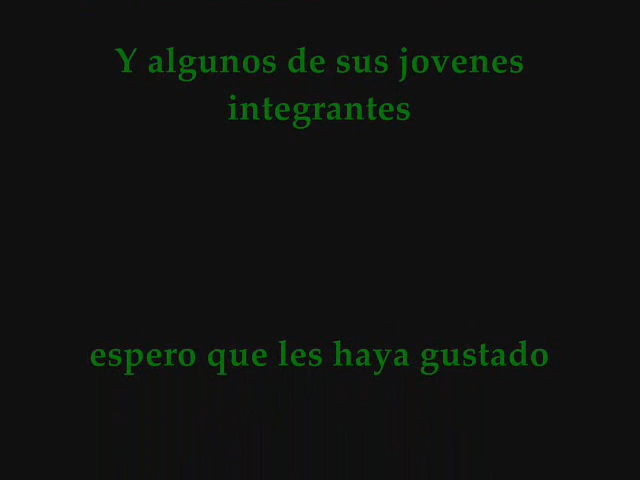 Y algunos de sus jovenes
integrantes
espero que les haya gustado